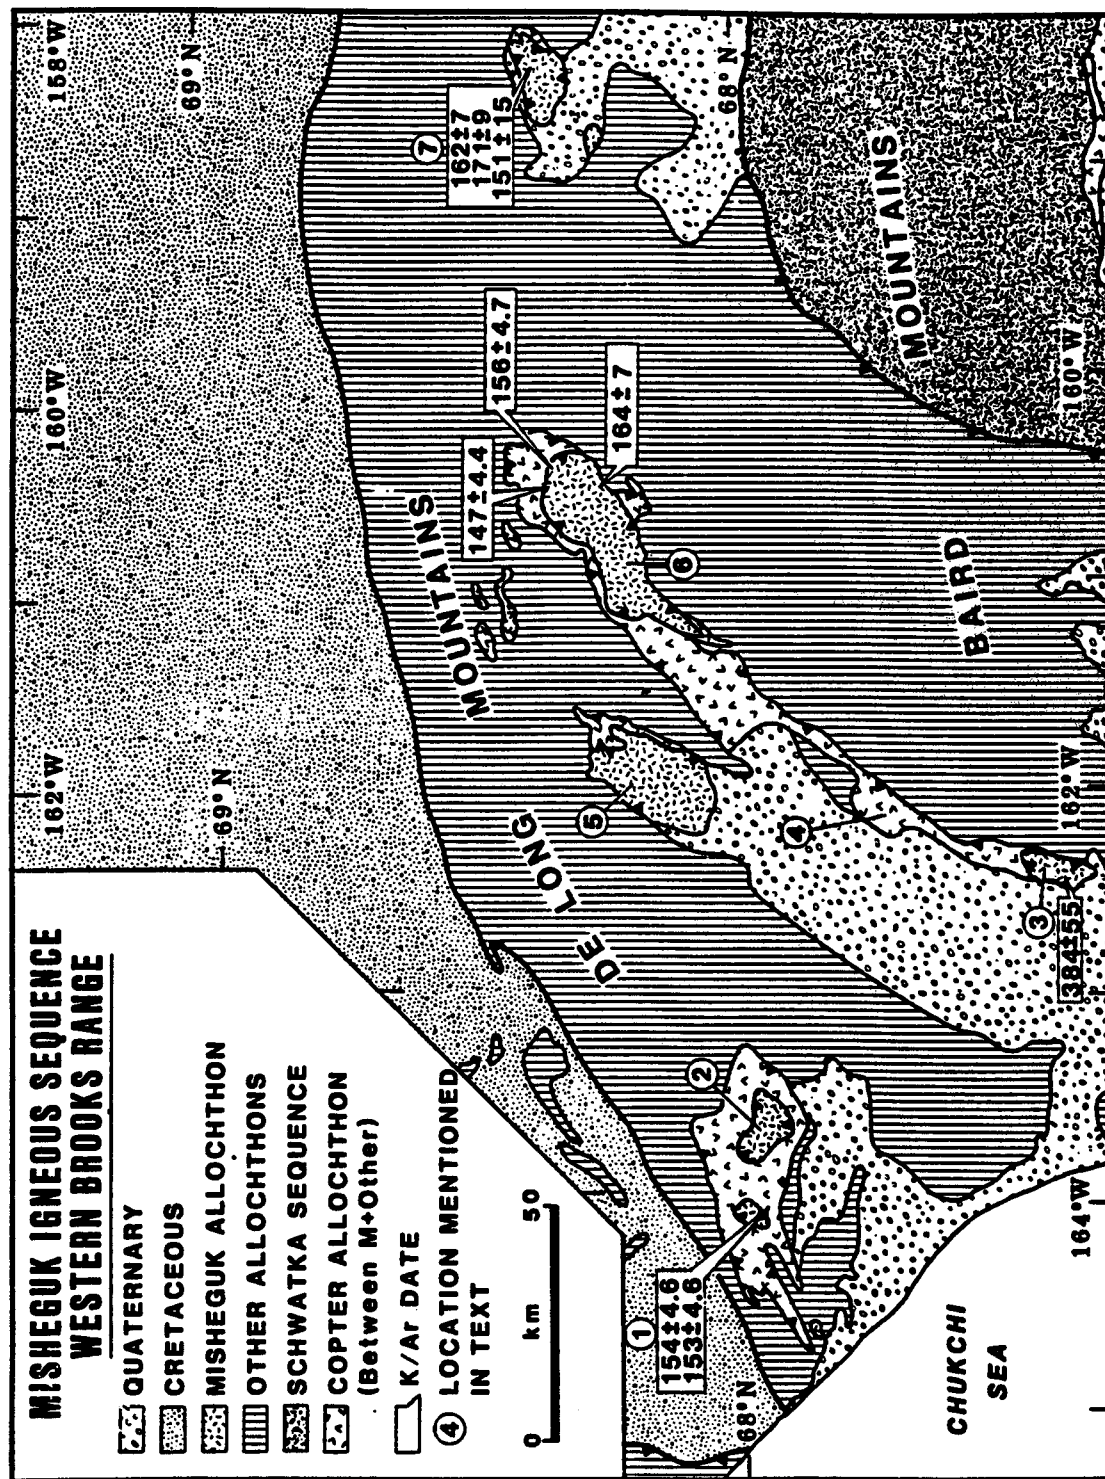 MISHEGUK IGNEOUS SEQUENCE
WESTERN BROOKS RANGE
QUATERNARY
CRETACEOUS
MISHEGUK ALLOCHTHON
OTHER ALLOCHTHONS
SCHWATKA SEQUENCE
COPTER ALLOCHTHON
(Between M+Other)
K/Ar DATE
4 LOCATION MENTIONED
IN TEXT
0 50
km
162°W
160°W
158°W
69°N
69°N
DE LONG
MOUNTAINS
147±4.4
156±4.7
164±7
7
162±7
171±9
151±15
68°N
1
154±4.6
153±4.6
2
5
6
4
3
384±55
BAIRD
MOUNTAINS
68°N
CHUKCHI
SEA
164°W
162°W
160°W